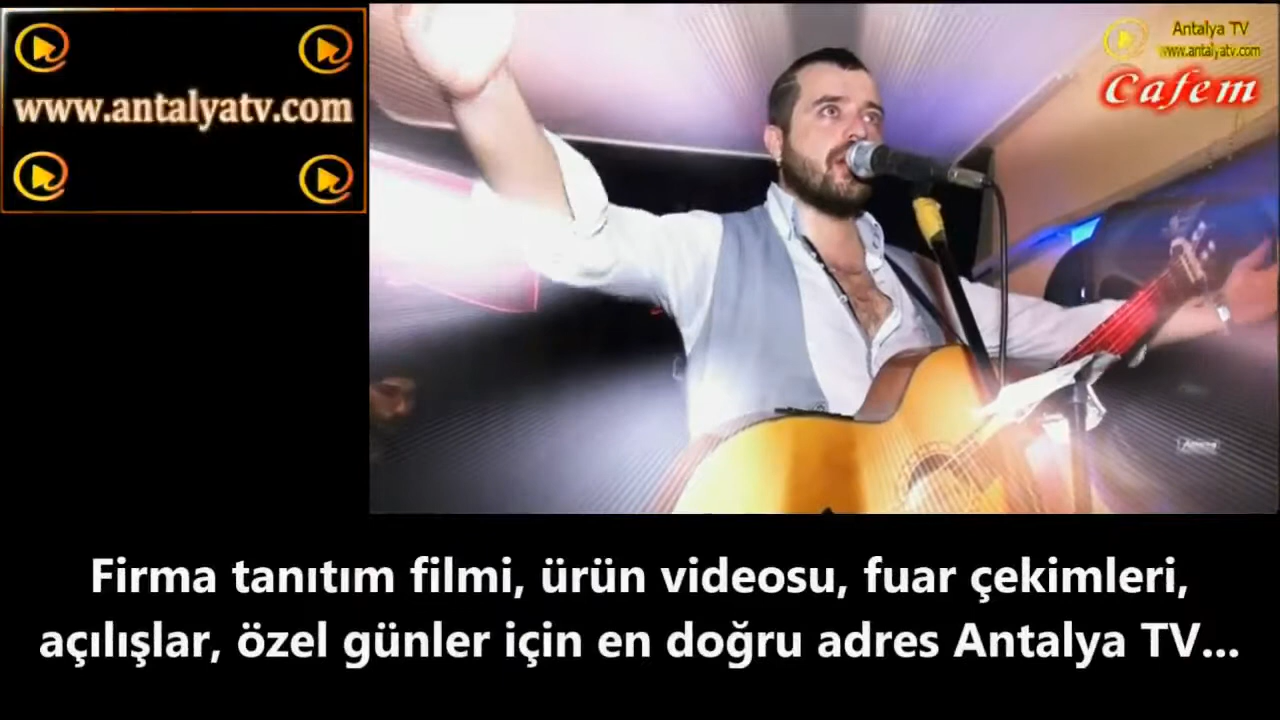 www.antalyatv.com
Antalya TV
www.antalyatv.com
Cafem
Firma tanıtım filmi, ürün videosu, fuar çekimleri,
açılışlar, özel günler için en doğru adres Antalya TV...